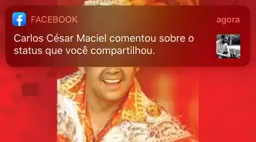 FACEBOOK
agora
Carlos César Maciel comentou sobre o
status que você compartilhou.